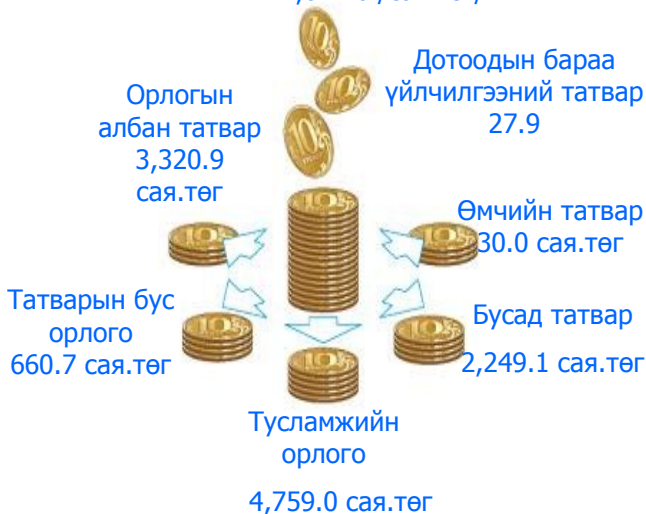 Орлогын
албан татвар
3,320.9
сая.төг
Дотоодын бараа
үйлчилгээний татвар
27.9
Өмчийн татвар
30.0 сая.төг
Татварын бус
орлого
660.7 сая.төг
Бусад татвар
2,249.1 сая.төг
Тусламжийн
орлого
4,759.0 сая.төг